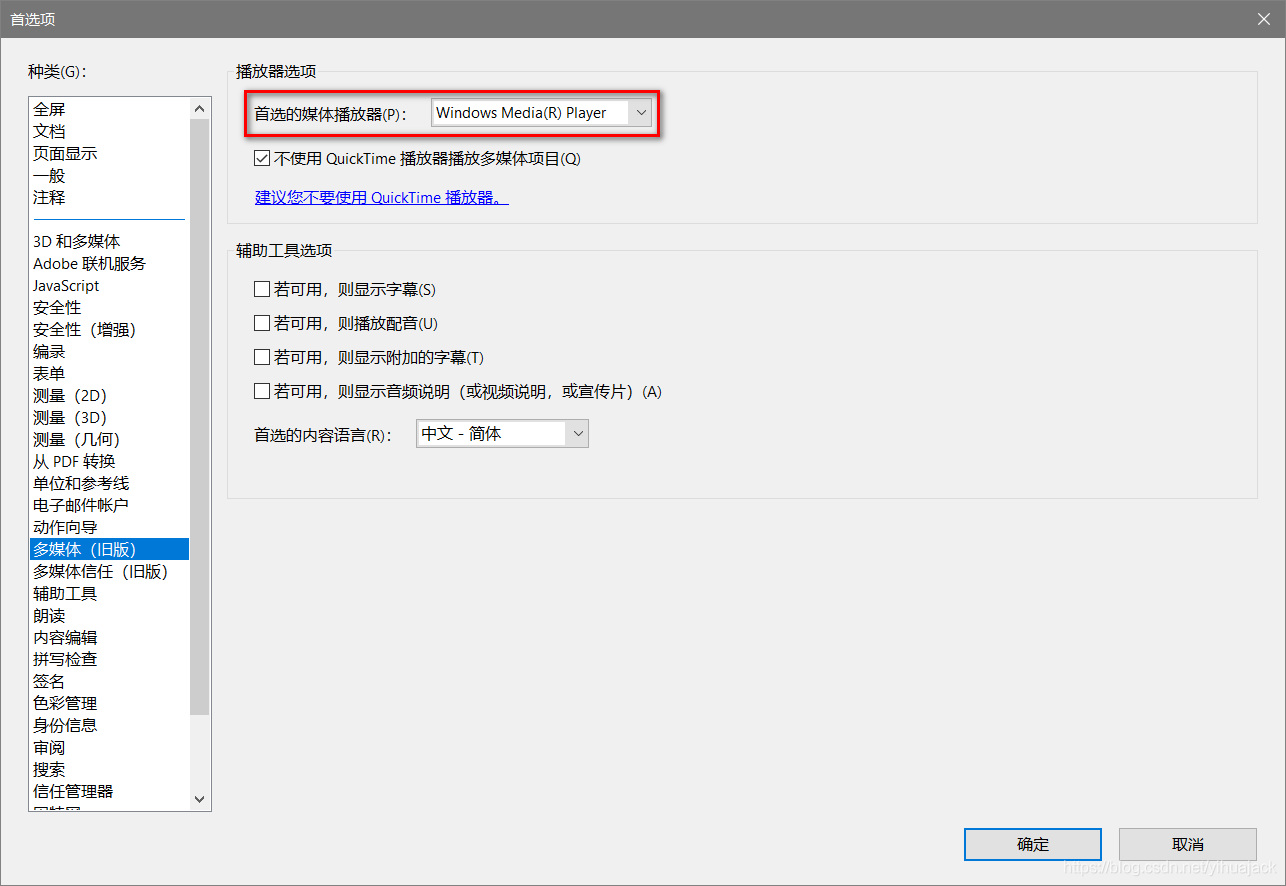 首选项
种类(G)：
全屏
文档
页面显示
一般
注释
3D 和多媒体
Adobe 联机服务
JavaScript
安全性
安全性（增强）
编录
表单
测量（2D）
测量（3D）
测量（几何）
从 PDF 转换
单位和参考线
电子邮件帐户
动作向导
多媒体（旧版）
多媒体信任（旧版）
辅助工具
朗读
内容编辑
拼写检查
签名
色彩管理
身份信息
审阅
搜索
信任管理器
播放器选项
首选的媒体播放器(P)： Windows Media(R) Player
不使用 QuickTime 播放器播放多媒体项目(Q)
建议您不要使用 QuickTime 播放器。
辅助工具选项
若可用，则显示字幕(S)
若可用，则播放配音(U)
若可用，则显示附加的字幕(T)
若可用，则显示音频说明（或视频说明，或宣传片）(A)
首选的内容语言(R)： 中文 - 简体
确定 取消
https://blog.csdn.net/yihuajack